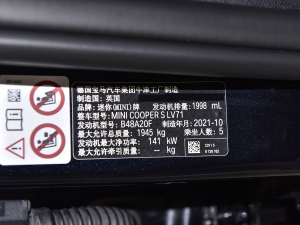 德国宝马汽车集团牛津工厂制造
制造国: 英国
品牌: 迷你(MINI)牌 发动机排量: 1998 mL
整车型号: MINI COOPER S LV71
发动机型号: B48A20F 制造年月: 2021-10
最大允许总质量: 1945 kg 乘坐人数: 5
发动机最大净功率: 141 kW
最大允许牵引质量: -- kg